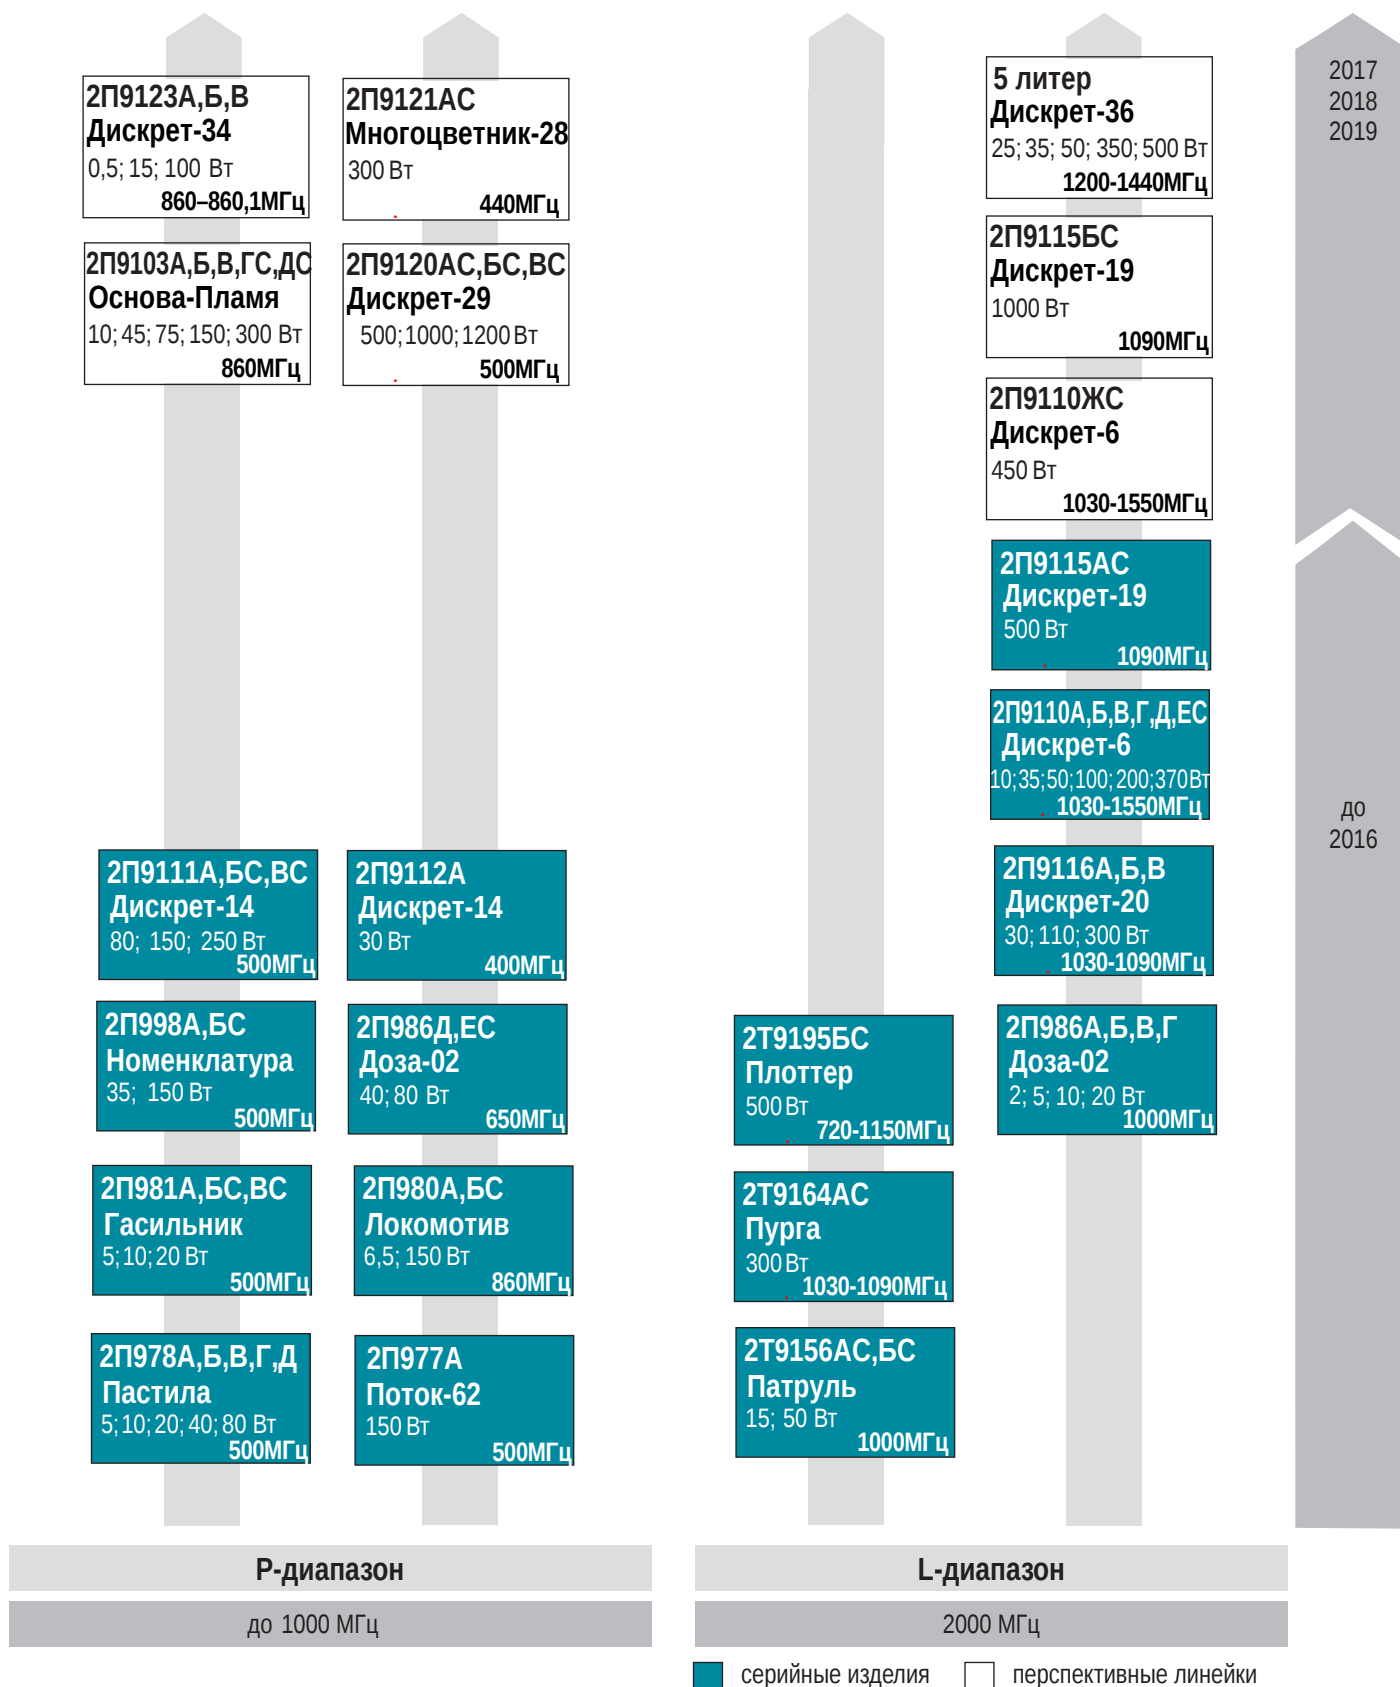 2П9123А,Б,В
Дискрет-34
0,5; 15; 100 Вт
860–860,1МГц
2П9103А,Б,В,ГС,ДС
Основа-Пламя
10; 45; 75; 150; 300 Вт
860МГц
2П9111А,БС,ВС
Дискрет-14
80; 150; 250 Вт
500МГц
2П998А,БС
Номенклатура
35; 150 Вт
500МГц
2П981А,БС,ВС
Гасильник
5; 10; 20 Вт
500МГц
2П978А,Б,В,Г,Д
Пастила
5; 10; 20; 40; 80 Вт
500МГц
2П9121АС
Многоцветник-28
300 Вт
440МГц
2П9120АС,БС,ВС
Дискрет-29
500; 1000; 1200 Вт
500МГц
2П9112А
Дискрет-14
30 Вт
400МГц
2П986Д,ЕС
Доза-02
40; 80 Вт
650МГц
2П980А,БС
Локомотив
6,5; 150 Вт
860МГц
2П977А
Поток-62
150 Вт
500МГц
Р-диапазон
до 1000 МГц
2Т9195БС
Плоттер
500 Вт
720-1150МГц
2Т9164АС
Пурга
300 Вт
1030-1090МГц
2Т9156АС,БС
Патруль
15; 50 Вт
1000МГц
5 литер
Дискрет-36
25; 35; 50; 350; 500 Вт
1200-1440МГц
2П9115БС
Дискрет-19
1000 Вт
1090МГц
2П9110ЖС
Дискрет-6
450 Вт
1030-1550МГц
2П9115АС
Дискрет-19
500 Вт
1090МГц
2П9110А,Б,В,Г,Д,ЕС
Дискрет-6
10;35;50;100; 200;370Вт
1030-1550МГц
2П9116А,Б,В
Дискрет-20
30; 110; 300 Вт
1030-1090МГц
2П986А,Б,В,Г
Доза-02
2; 5; 10; 20 Вт
1000МГц
L-диапазон
2000 МГц
2017
2018
2019
до
2016
серийные изделия
перспективные линейки